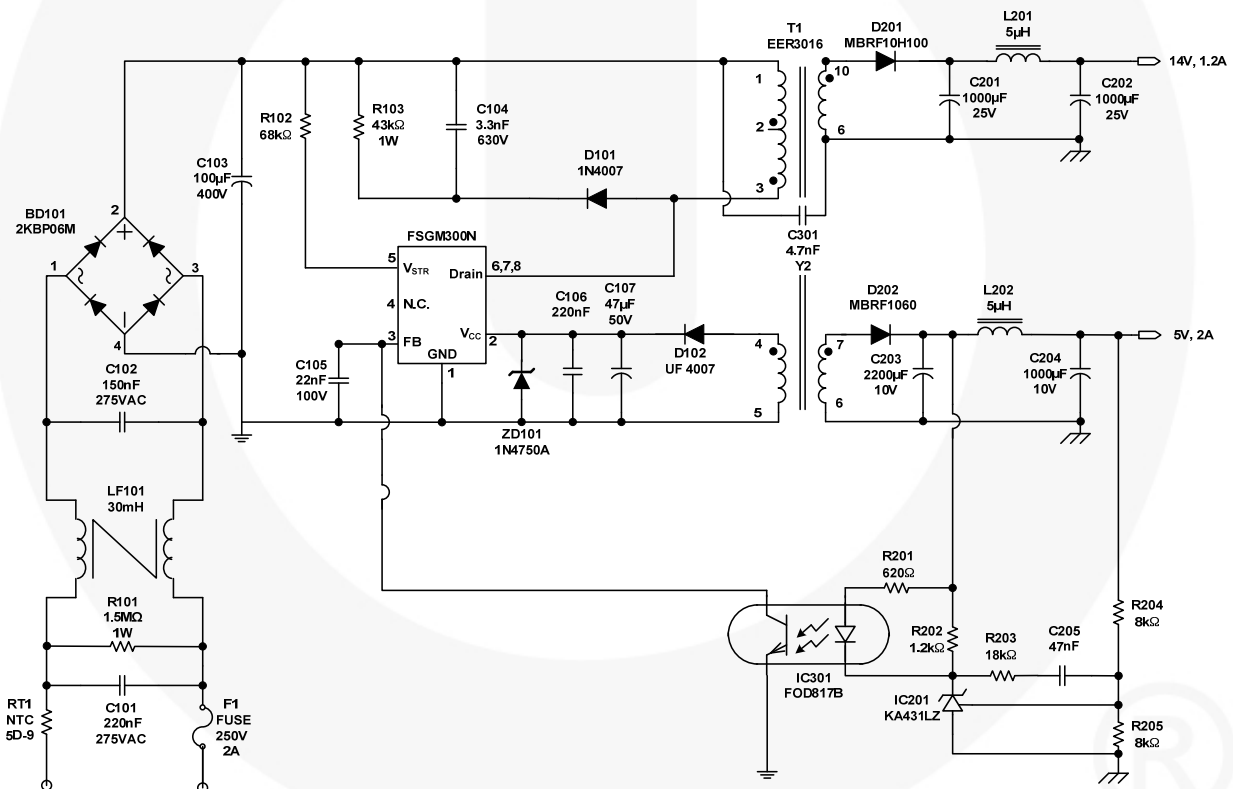 T1
EER3016
D201
MBRF10H100
L201
5µH
14V, 1.2A
1
2
3
10
6
C201
1000µF
25V
C202
1000µF
25V
R102
68kΩ
R103
43kΩ
1W
C104
3.3nF
630V
D101
1N4007
C103
100µF
400V
C301
4.7nF
Y2
BD101
2KBP06M
2
1
3
4
FSGM300N
5
VSTR
Drain
6,7,8
4
N.C.
3
FB
VCC
2
GND
1
C106
220nF
C107
47µF
50V
D102
UF 4007
4
5
7
6
D202
MBRF1060
L202
5µH
5V, 2A
C203
2200µF
10V
C204
1000µF
10V
C105
22nF
100V
ZD101
1N4750A
C102
150nF
275VAC
LF101
30mH
R101
1.5MΩ
1W
C101
220nF
275VAC
RT1
NTC
5D-9
F1
FUSE
250V
2A
R201
620Ω
R202
1.2kΩ
R203
18kΩ
C205
47nF
R204
8kΩ
IC301
FOD817B
IC201
KA431LZ
R205
8kΩ
®